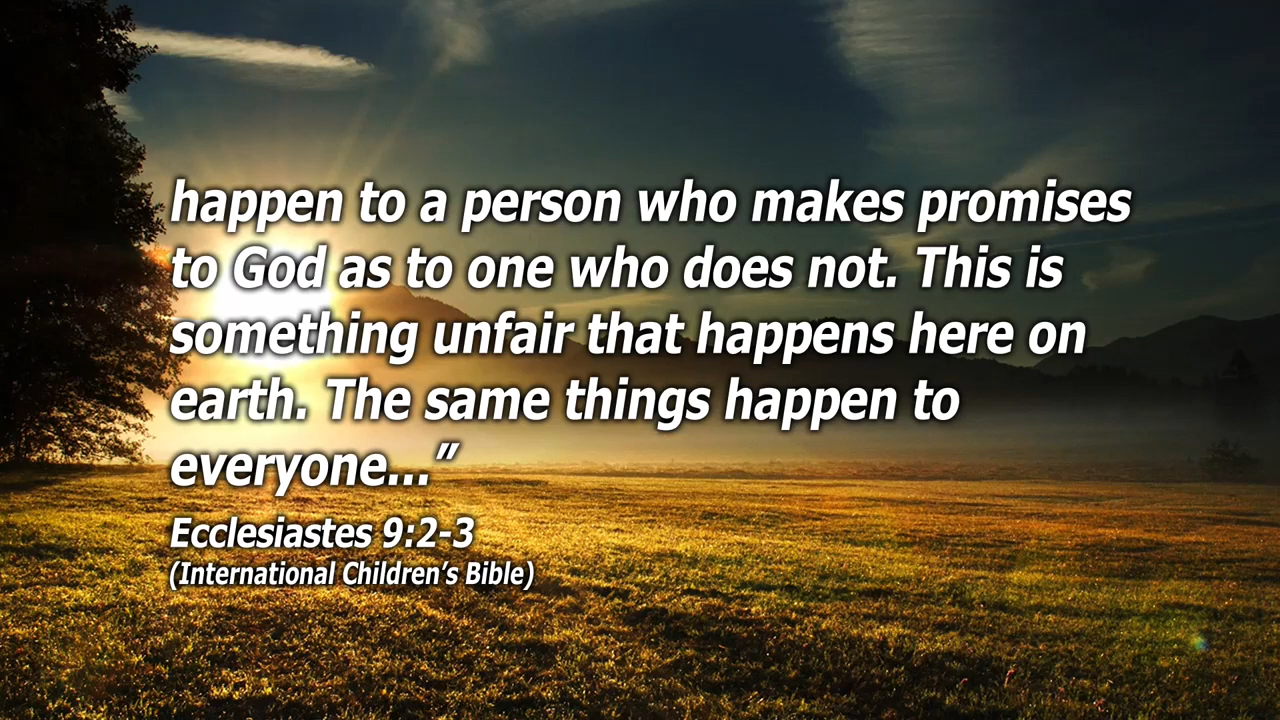 happen to a person who makes promises
to God as to one who does not. This is
something unfair that happens here on
earth. The same things happen to
everyone...”
Ecclesiastes 9:2-3
(International Children’s Bible)